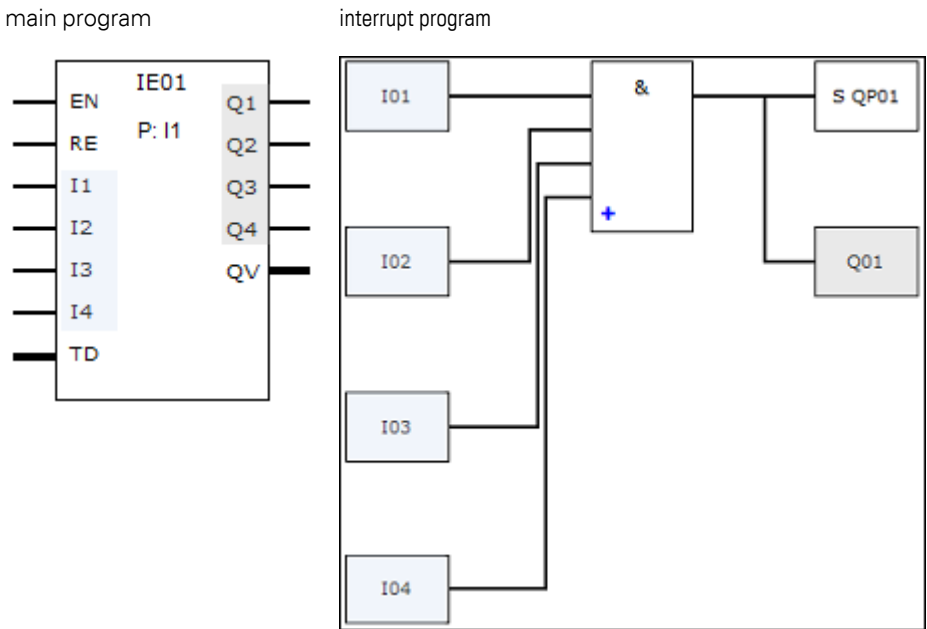 main program
interrupt program
IE01
P: I1
EN
RE
I1
I2
I3
I4
TD
Q1
Q2
Q3
Q4
QV
I01
I02
I03
I04
&
+
S QP01
Q01